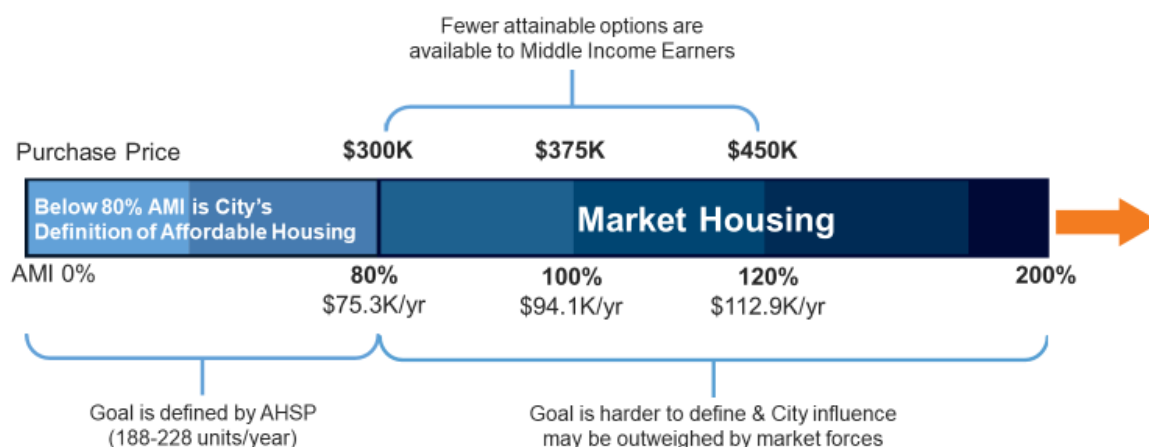 Fewer attainable options are
available to Middle Income Earners
Purchase Price $300K $375K $450K
Below 80% AMI is City's
Definition of Affordable Housing
Market Housing
AMI 0% 80% 100% 120% 200%
$75.3K/yr $94.1K/yr $112.9K/yr
Goal is defined by AHSP
(188-228 units/year)
Goal is harder to define & City influence
may be outweighed by market forces